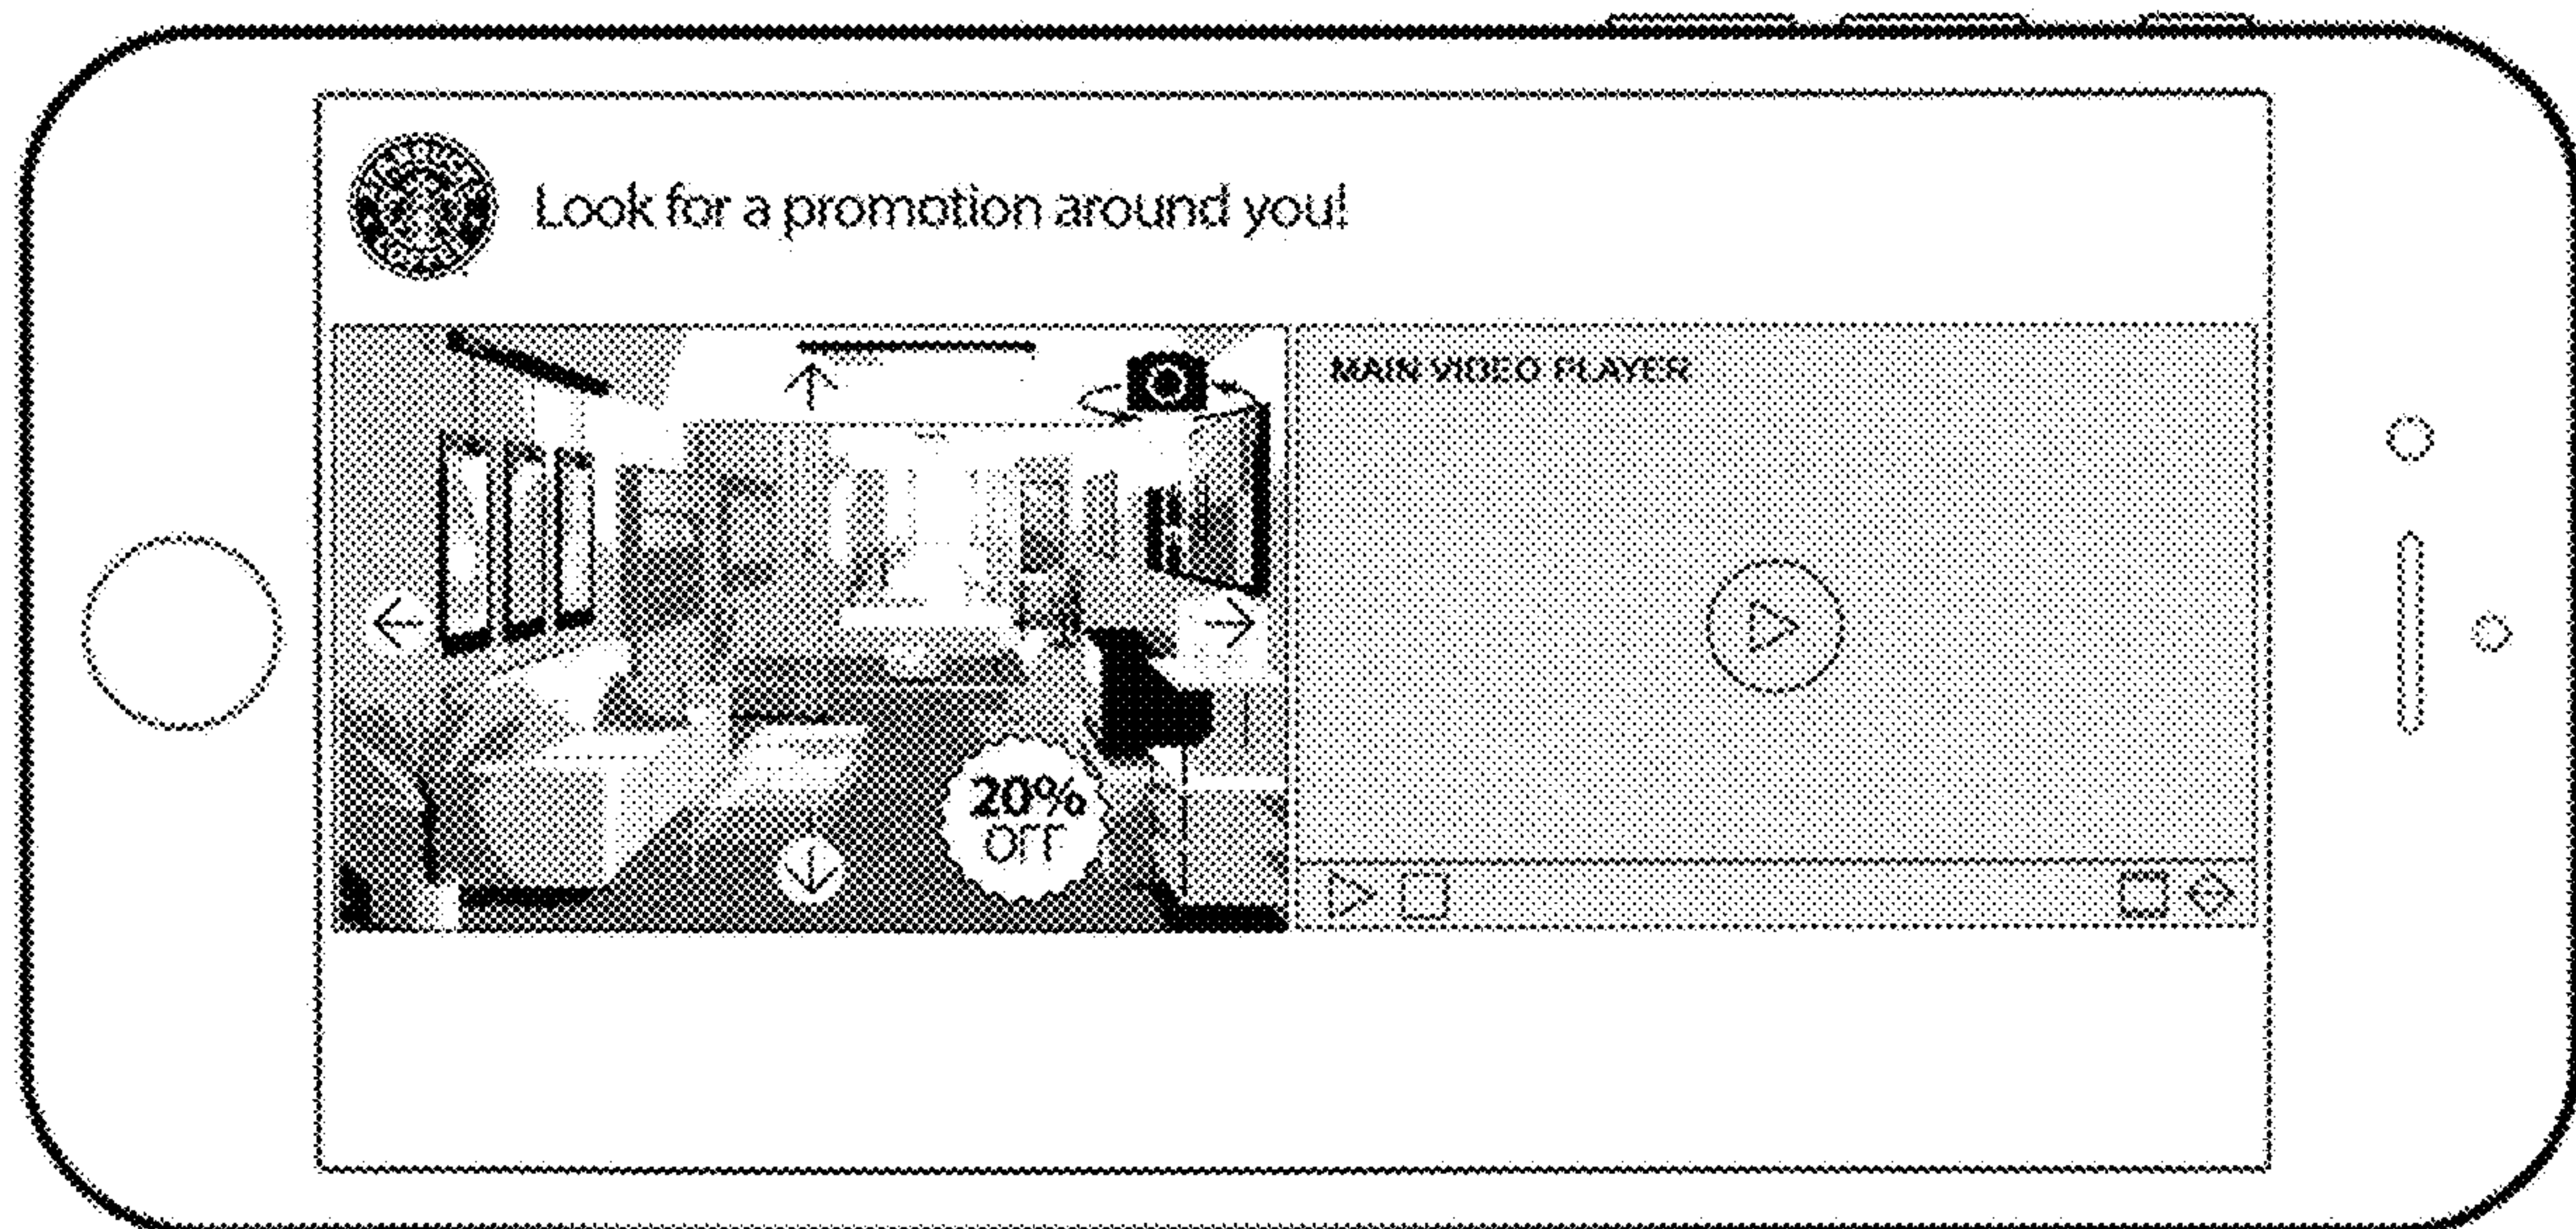 Look for a promotion around you!
MAIN VIDEO PLAYER
20%
OFF